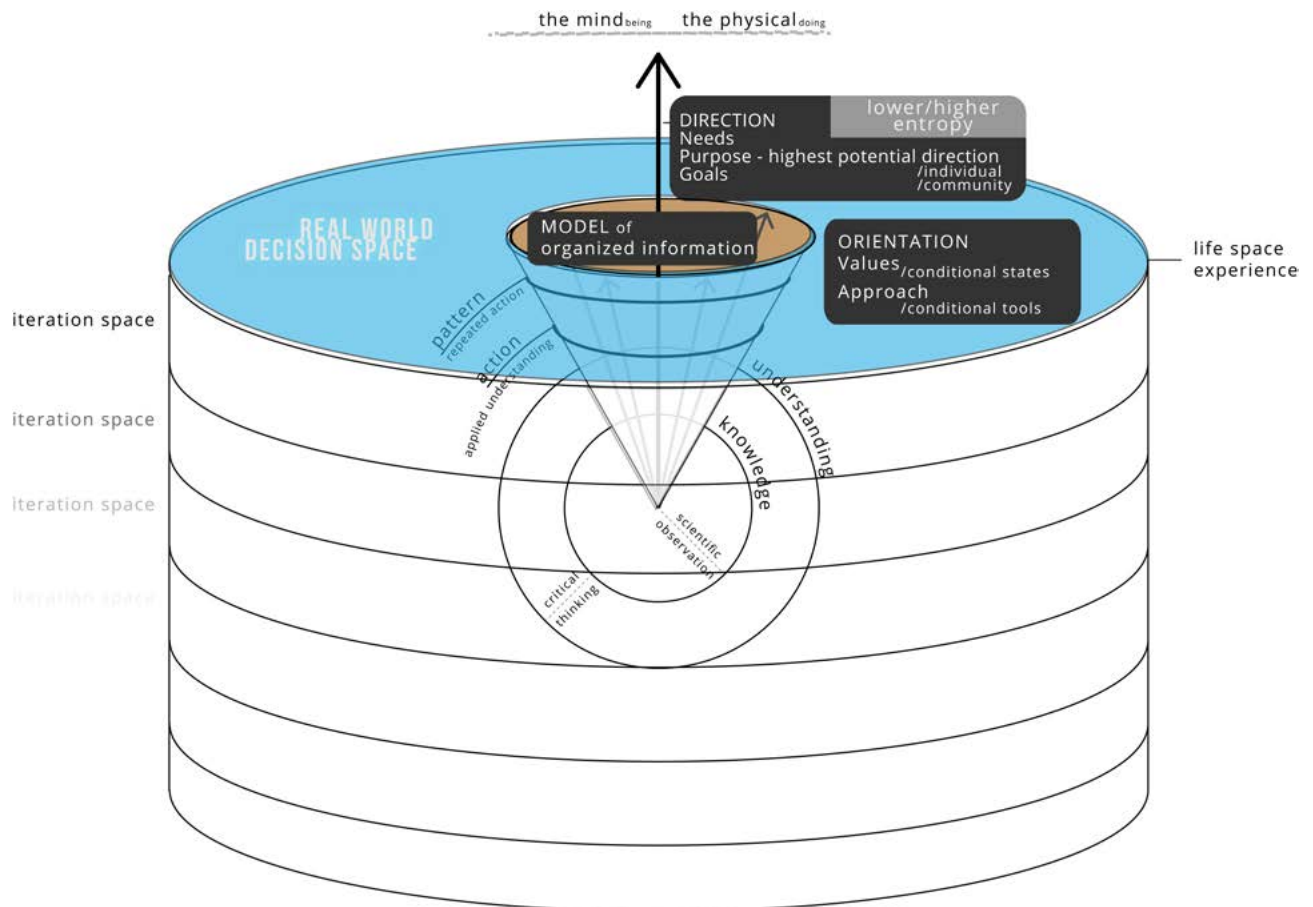 the mind being the physical doing
DIRECTION
lower/higher
entropy
Needs
Purpose - highest potential direction
Goals
/individual
/community
REAL WORLD
DECISION SPACE
MODEL of
organized information
ORIENTATION
Values /conditional states
Approach
/conditional tools
life space
experience
iteration space
pattern
repeated action
action
applied understanding
understanding
knowledge
iteration space
iteration space
scientific
observation
critical
thinking
iteration space